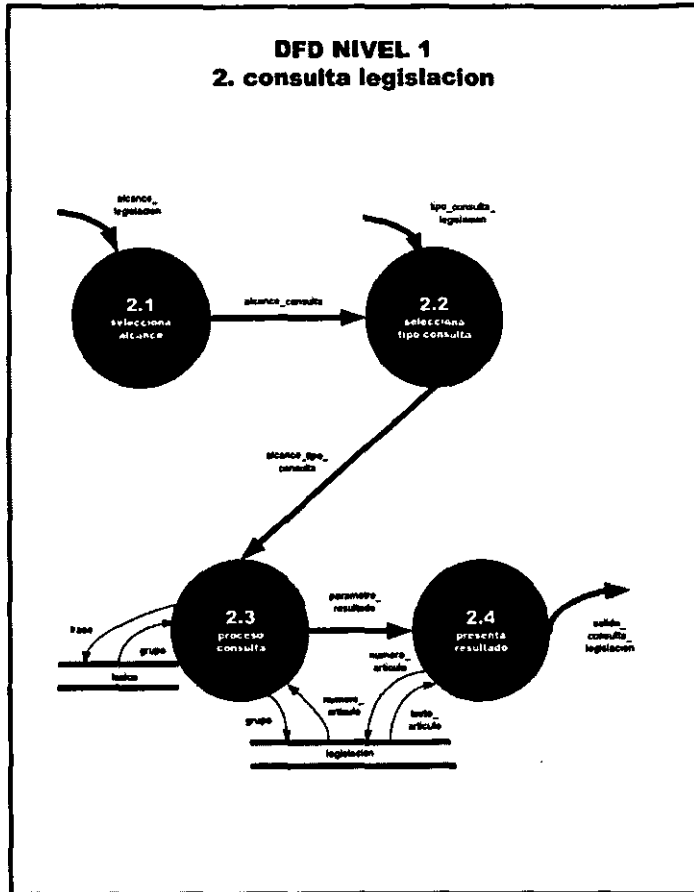 DFD NIVEL 1
2. consulta legislacion
alcance_
legislacion
tipo_consulta_
legislacion
2.1
selecciona
alcance
alcance_consulta
2.2
selecciona
tipo consulta
alcance_tipo_
consulta
2.3
proceso
consulta
parametro_
resultado
2.4
presenta
resultado
salida_
consulta_
legislacion
frase
grupo
numero_
articulo
grupo
numero_
articulo
texto_
articulo
legislacion